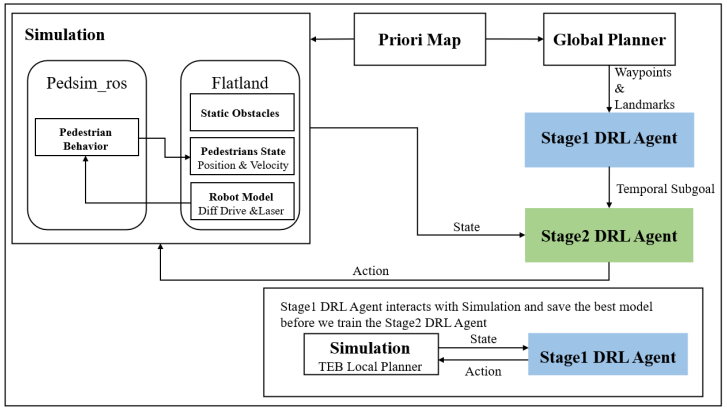 Simulation
Priori Map
Global Planner
Pedsim_ros
Flatland
Waypoints
&
Landmarks
Static Obstacles
Pedestrian
Behavior
Pedestrians State
Position & Velocity
Stage1 DRL Agent
Robot Model
Diff Drive &Laser
Temporal Subgoal
State
Stage2 DRL Agent
Action
Stage1 DRL Agent interacts with Simulation and save the best model
before we train the Stage2 DRL Agent
Simulation
TEB Local Planner
State
Action
Stage1 DRL Agent